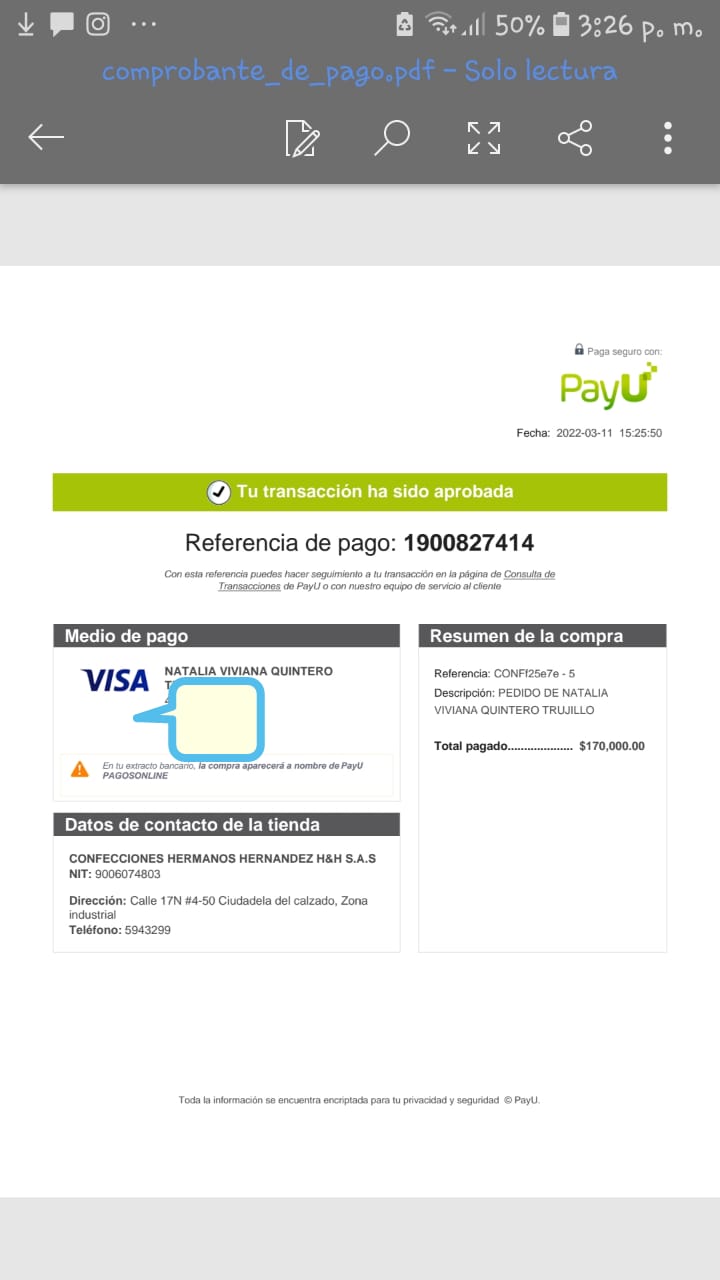 50% 3:26 p. m.
comprobante_de_pago.pdf - Solo lectura
Paga seguro con:
PayU
Fecha: 2022-03-11 15:25:50
Tu transacción ha sido aprobada
Referencia de pago: 1900827414
Con esta referencia puedes hacer seguimiento a tu transacción en la página de Consulta de
Transacciones de PayU o con nuestro equipo de servicio al cliente
Medio de pago
VISA
NATALIA VIVIANA QUINTERO
En tu extracto bancario, la compra aparecerá a nombre de PayU
PAGOSONLINE
Resumen de la compra
Referencia: CONFf25e7e - 5
Descripción: PEDIDO DE NATALIA
VIVIANA QUINTERO TRUJILLO
Total pagado.................... $170,000.00
Datos de contacto de la tienda
CONFECCIONES HERMANOS HERNANDEZ H&H S.A.S
NIT: 9006074803
Dirección: Calle 17N #4-50 Ciudadela del calzado, Zona
industrial
Teléfono: 5943299
Toda la información se encuentra encriptada para tu privacidad y seguridad © PayU.